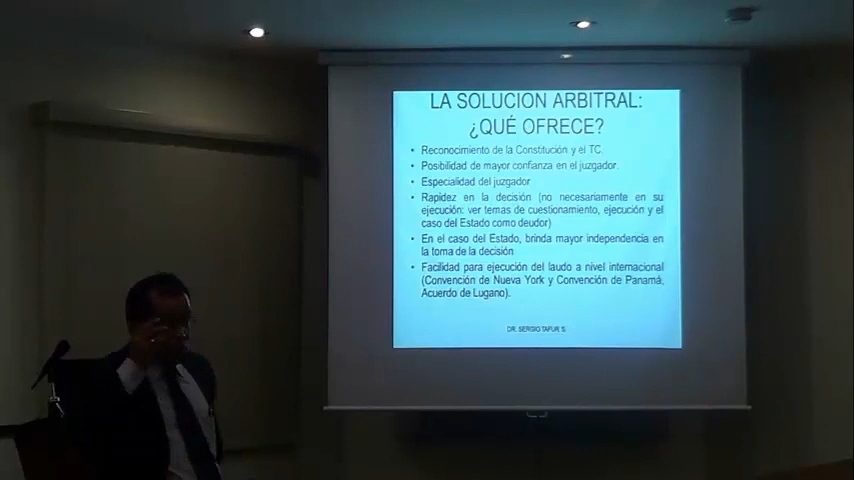 LA SOLUCION ARBITRAL:
¿QUÉ OFRECE?
• Reconocimiento de la Constitución y el TC.
• Posibilidad de mayor confianza en el juzgador.
• Especialidad del juzgador
• Rapidez en la decisión (no necesariamente en su
ejecución: ver temas de cuestionamiento, ejecución y el
caso del Estado como deudor)
• En el caso del Estado, brinda mayor independencia en
la toma de la decisión
• Facilidad para ejecución del laudo a nivel internacional
(Convención de Nueva York y Convención de Panamá,
Acuerdo de Lugano).
DR. SERGIO TAFUR S.